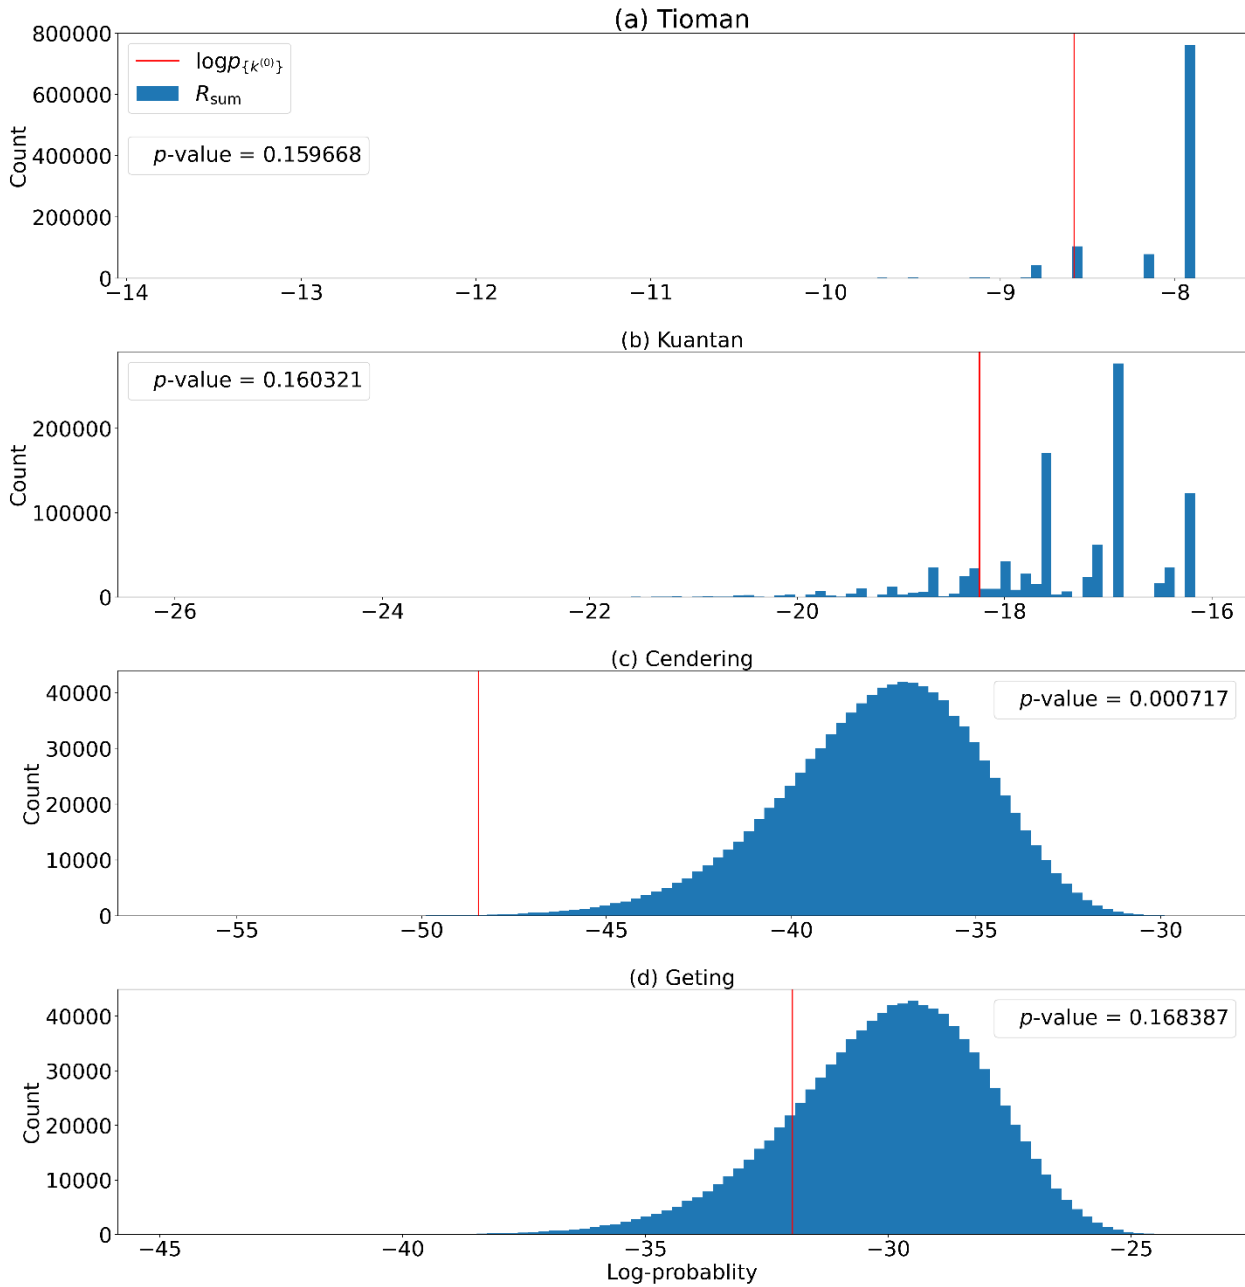 (a) Tioman
800000
600000
400000
200000
0
Count
logp_{k^(0)}
R_sum
p-value = 0.159668
−14 −13 −12 −11 −10 −9 −8
(b) Kuantan
200000
100000
0
Count
p-value = 0.160321
−26 −24 −22 −20 −18 −16
(c) Cendering
40000
30000
20000
10000
0
Count
p-value = 0.000717
−55 −50 −45 −40 −35 −30
(d) Geting
40000
30000
20000
10000
0
Count
p-value = 0.168387
−45 −40 −35 −30 −25
Log-probablity